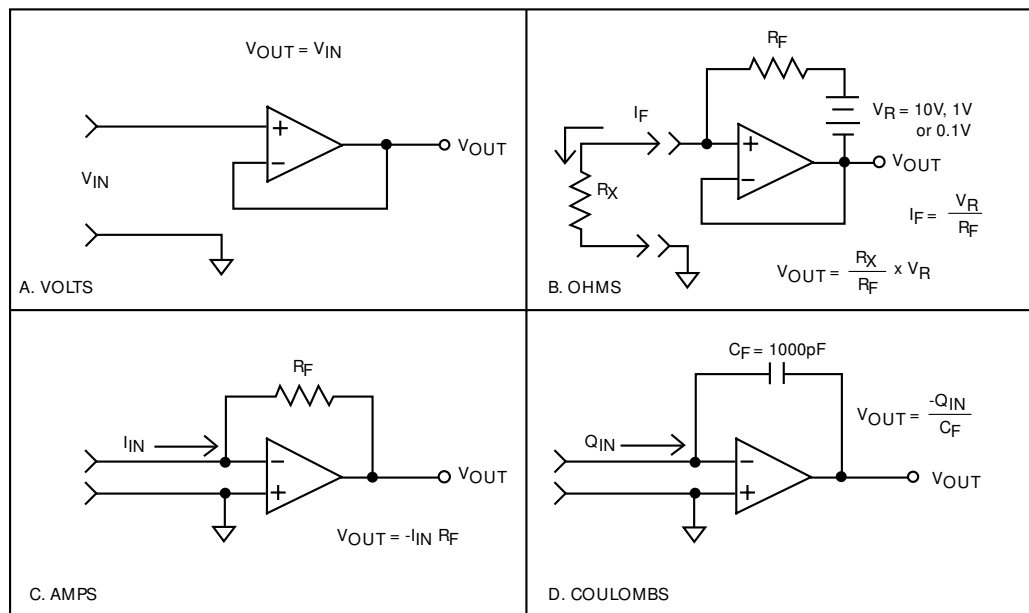 VOUT = VIN
+
−
VOUT
VIN
A. VOLTS
RF
VR = 10V, 1V
or 0.1V
IF
+
−
VOUT
RX
IF = VR
RF
VOUT = RX x VR
RF
B. OHMS
RF
IIN
−
+
VOUT
VOUT = -IIN RF
C. AMPS
CF = 1000pF
VOUT = -QIN
CF
QIN
−
+
VOUT
D. COULOMBS